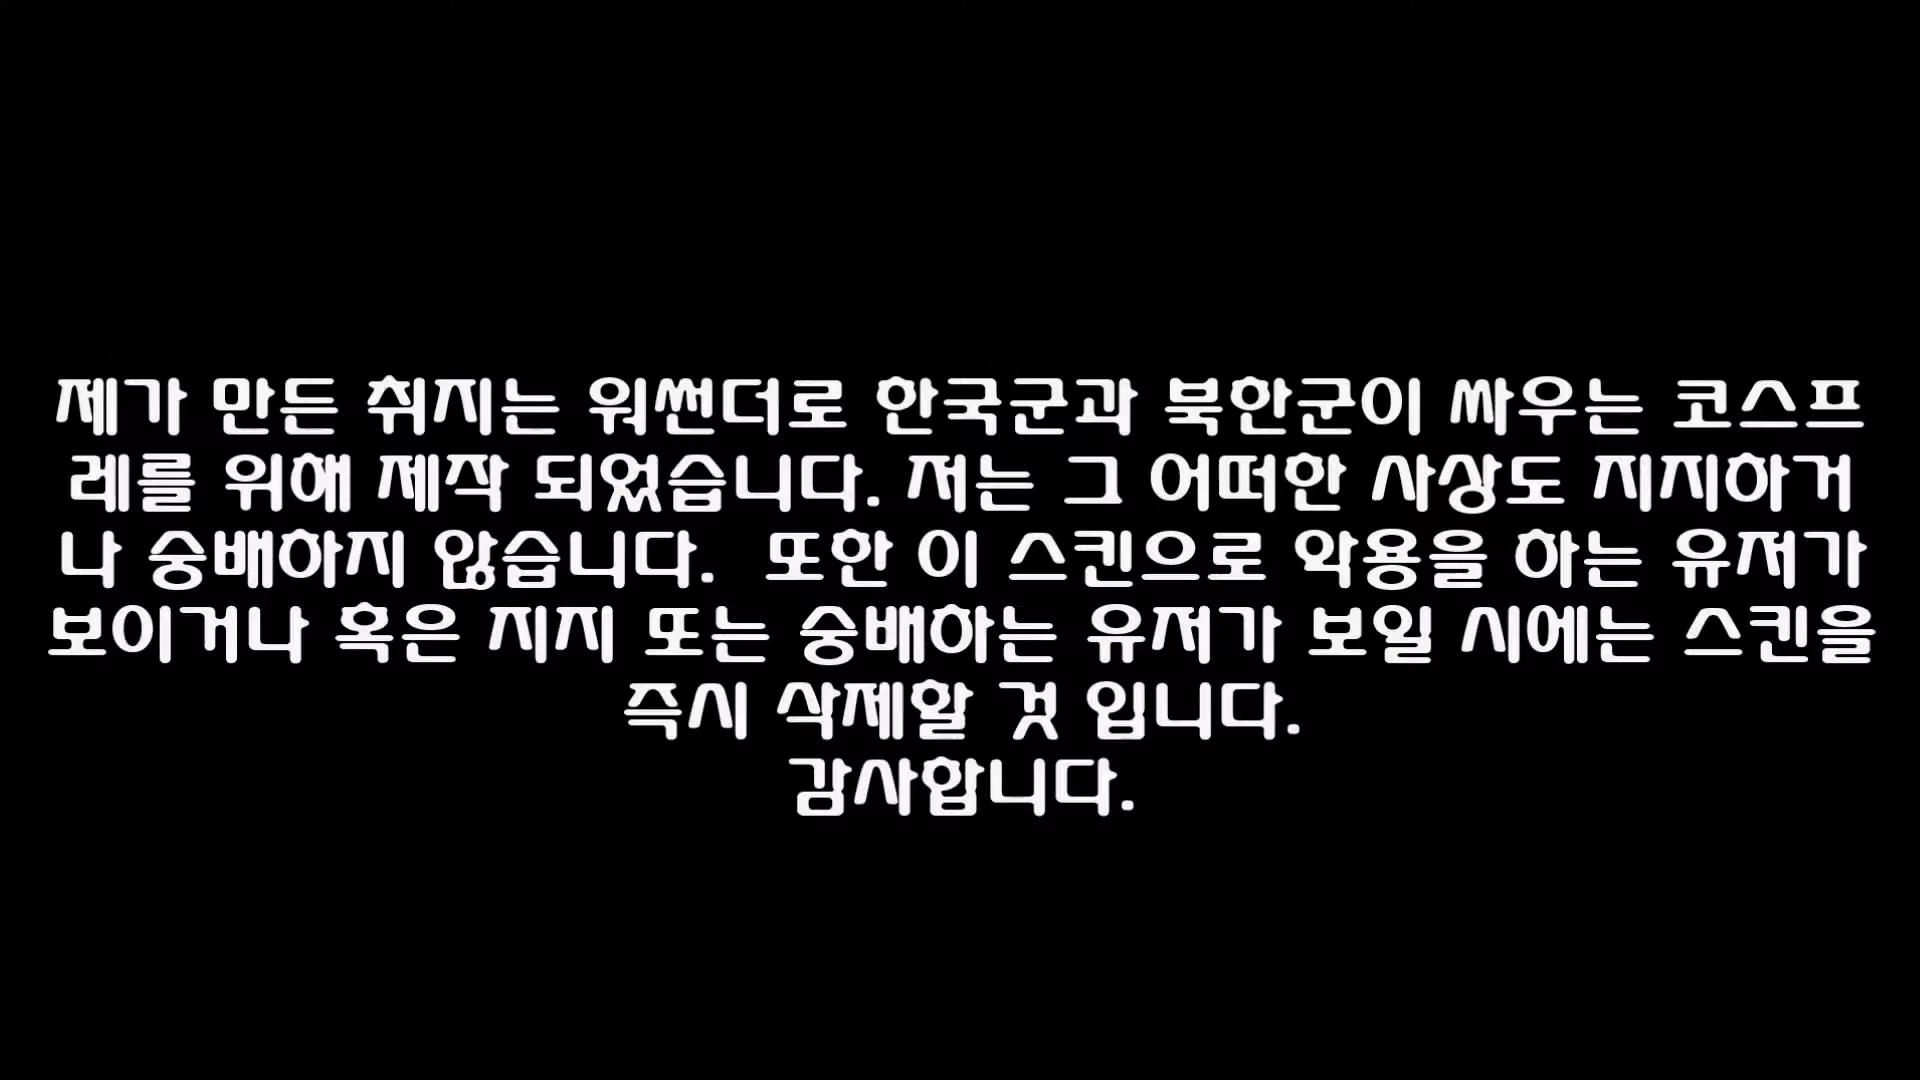 제가 만든 취지는 워썬더로 한국군과 북한군이 싸우는 코스프
레를 위해 제작 되었습니다. 저는 그 어떠한 사상도 지지하거
나 숭배하지 않습니다.  또한 이 스킨으로 악용을 하는 유저가
보이거나 혹은 지지 또는 숭배하는 유저가 보일 시에는 스킨을
즉시 삭제할 것 입니다.
감사합니다.